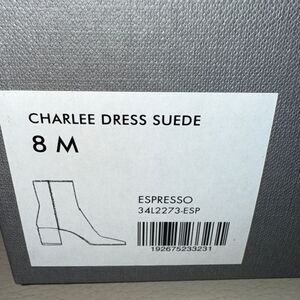 CHARLEE DRESS SUEDE
8 M
ESPRESSO
34L2273-ESP
192675233231